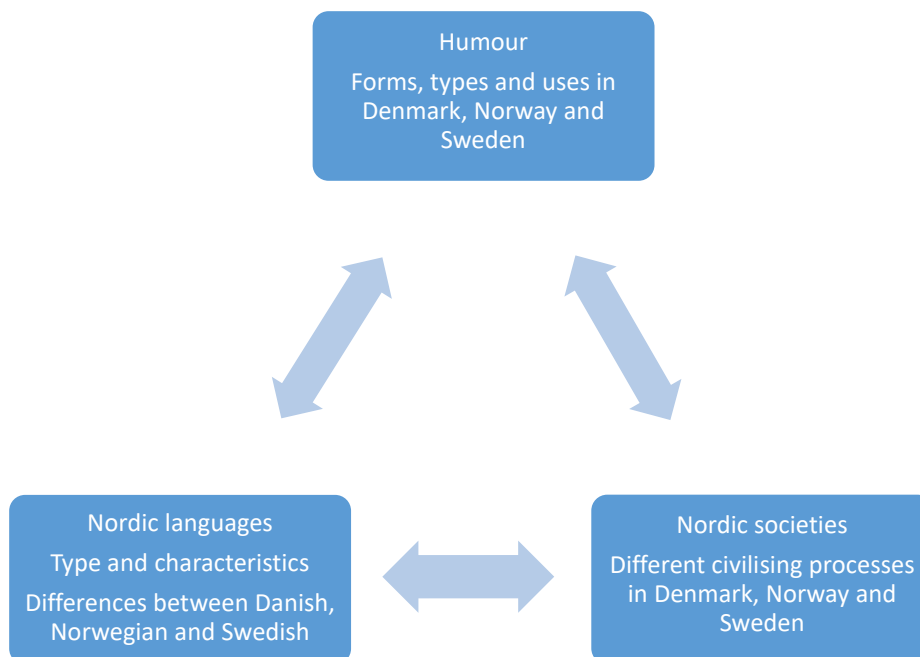 Humour
Forms, types and uses in
Denmark, Norway and
Sweden
Nordic languages
Type and characteristics
Differences between Danish,
Norwegian and Swedish
Nordic societies
Different civilising processes
in Denmark, Norway and
Sweden